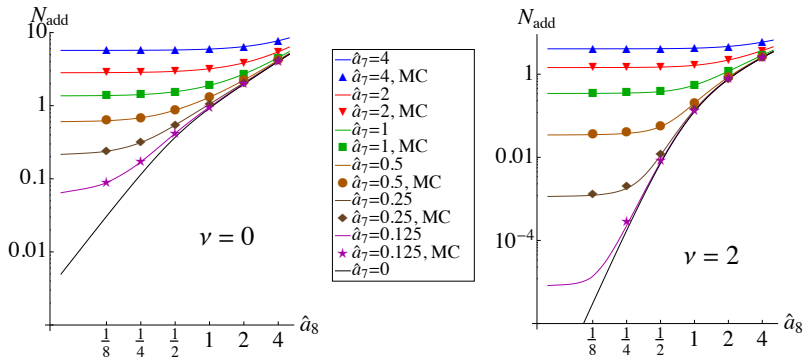 N_add
10
1
0.1
0.01
ν = 0
1/8
1/4
1/2
1
2
4
â_8
â_7=4
â_7=4, MC
â_7=2
â_7=2, MC
â_7=1
â_7=1, MC
â_7=0.5
â_7=0.5, MC
â_7=0.25
â_7=0.25, MC
â_7=0.125
â_7=0.125, MC
â_7=0
N_add
1
0.01
10^-4
ν = 2
1/8
1/4
1/2
1
2
4
â_8